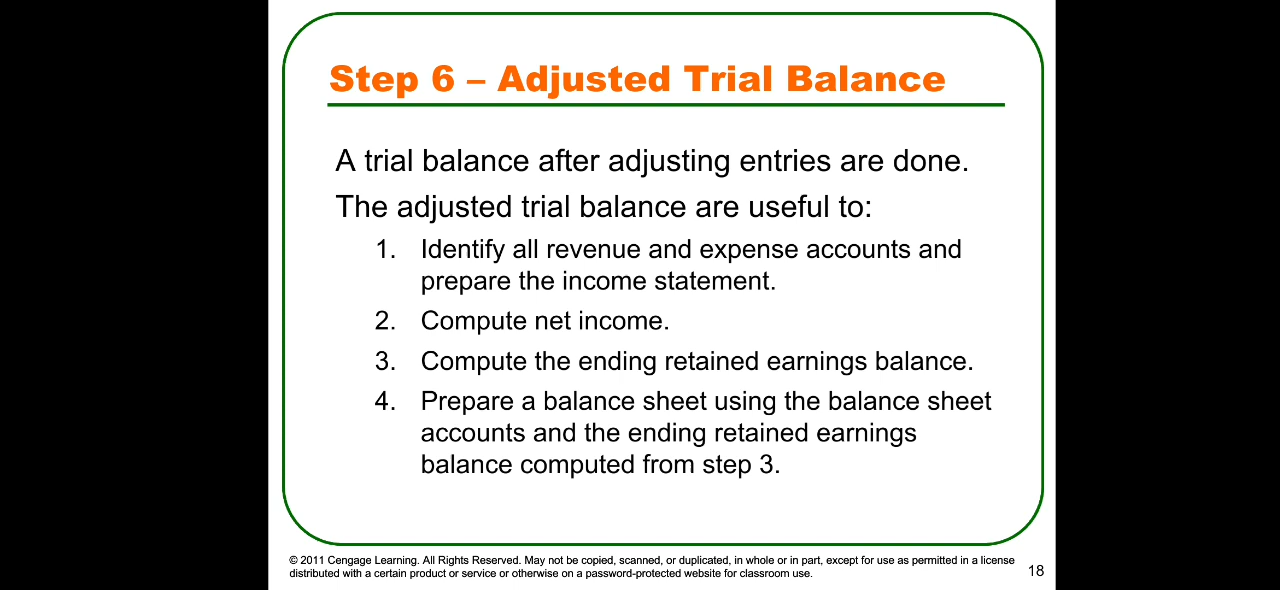 Step 6 – Adjusted Trial Balance
A trial balance after adjusting entries are done.
The adjusted trial balance are useful to:
1. Identify all revenue and expense accounts and
prepare the income statement.
2. Compute net income.
3. Compute the ending retained earnings balance.
4. Prepare a balance sheet using the balance sheet
accounts and the ending retained earnings
balance computed from step 3.
© 2011 Cengage Learning. All Rights Reserved. May not be copied, scanned, or duplicated, in whole or in part, except for use as permitted in a license
distributed with a certain product or service or otherwise on a password-protected website for classroom use.
18